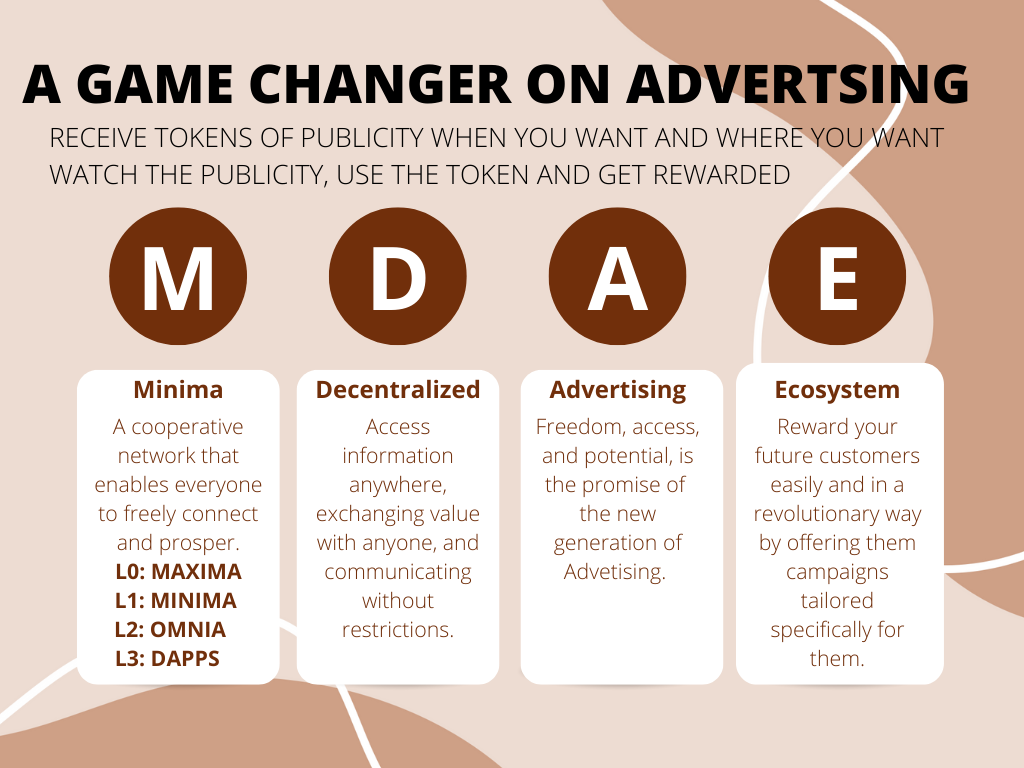 A GAME CHANGER ON ADVERTSING
RECEIVE TOKENS OF PUBLICITY WHEN YOU WANT AND WHERE YOU WANT
WATCH THE PUBLICITY, USE THE TOKEN AND GET REWARDED
M
D
A
E
Minima
A cooperative
network that
enables everyone
to freely connect
and prosper.
L0: MAXIMA
L1: MINIMA
L2: OMNIA
L3: DAPPS
Decentralized
Access
information
anywhere,
exchanging value
with anyone, and
communicating
without
restrictions.
Advertising
Freedom, access,
and potential, is
the promise of
the new
generation of
Advetising.
Ecosystem
Reward your
future customers
easily and in a
revolutionary way
by offering them
campaigns
tailored
specifically for
them.